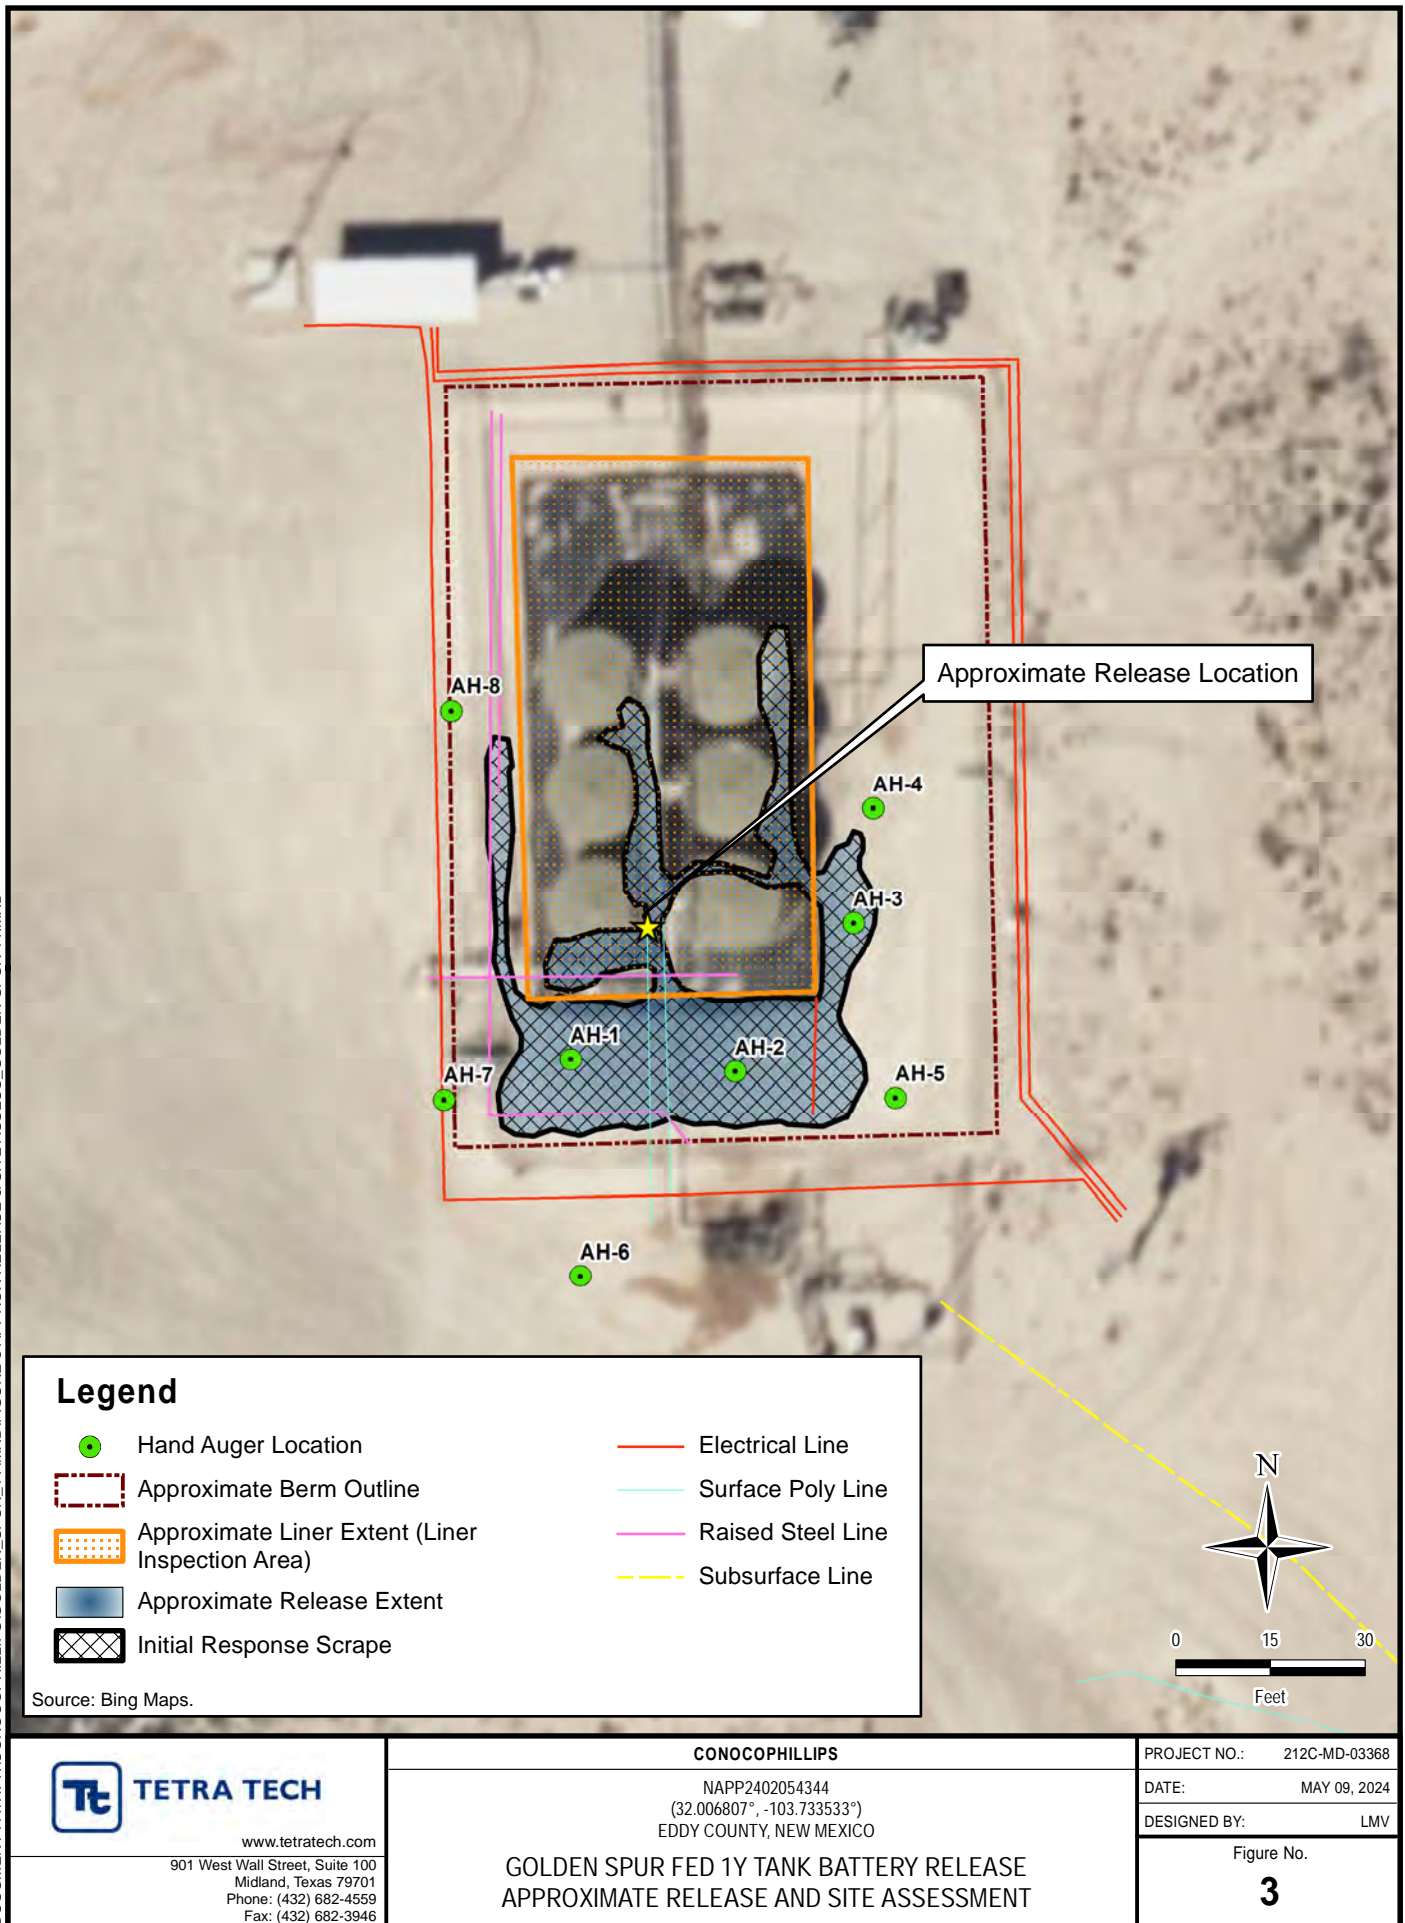 Approximate Release Location
AH-8
AH-4
AH-3
AH-1
AH-2
AH-7
AH-5
AH-6
Legend
Hand Auger Location
Approximate Berm Outline
Approximate Liner Extent (Liner
Inspection Area)
Approximate Release Extent
Initial Response Scrape
Electrical Line
Surface Poly Line
Raised Steel Line
Subsurface Line
Source: Bing Maps.
N
0 15 30
Feet
Tt TETRA TECH
www.tetratech.com
901 West Wall Street, Suite 100
Midland, Texas 79701
Phone: (432) 682-4559
Fax: (432) 682-3946
CONOCOPHILLIPS
NAPP2402054344
(32.006807°, -103.733533°)
EDDY COUNTY, NEW MEXICO
GOLDEN SPUR FED 1Y TANK BATTERY RELEASE
APPROXIMATE RELEASE AND SITE ASSESSMENT
PROJECT NO.: 212C-MD-03368
DATE: MAY 09, 2024
DESIGNED BY: LMV
Figure No.
3